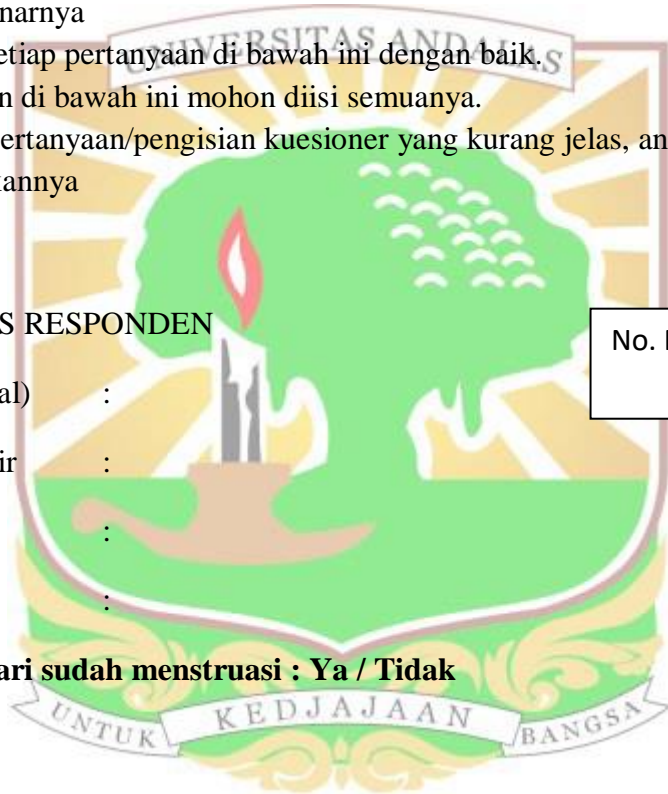 narnya
UNIVERSITAS ANDALAS
etiap pertanyaan di bawah ini dengan baik.
n di bawah ini mohon diisi semuanya.
ertanyaan/pengisian kuesioner yang kurang jelas, an
kannya
S RESPONDEN
No. 
al) :
ir :
:
:
ari sudah menstruasi : Ya / Tidak
UNTUK KEDJAJAAN BANGSA